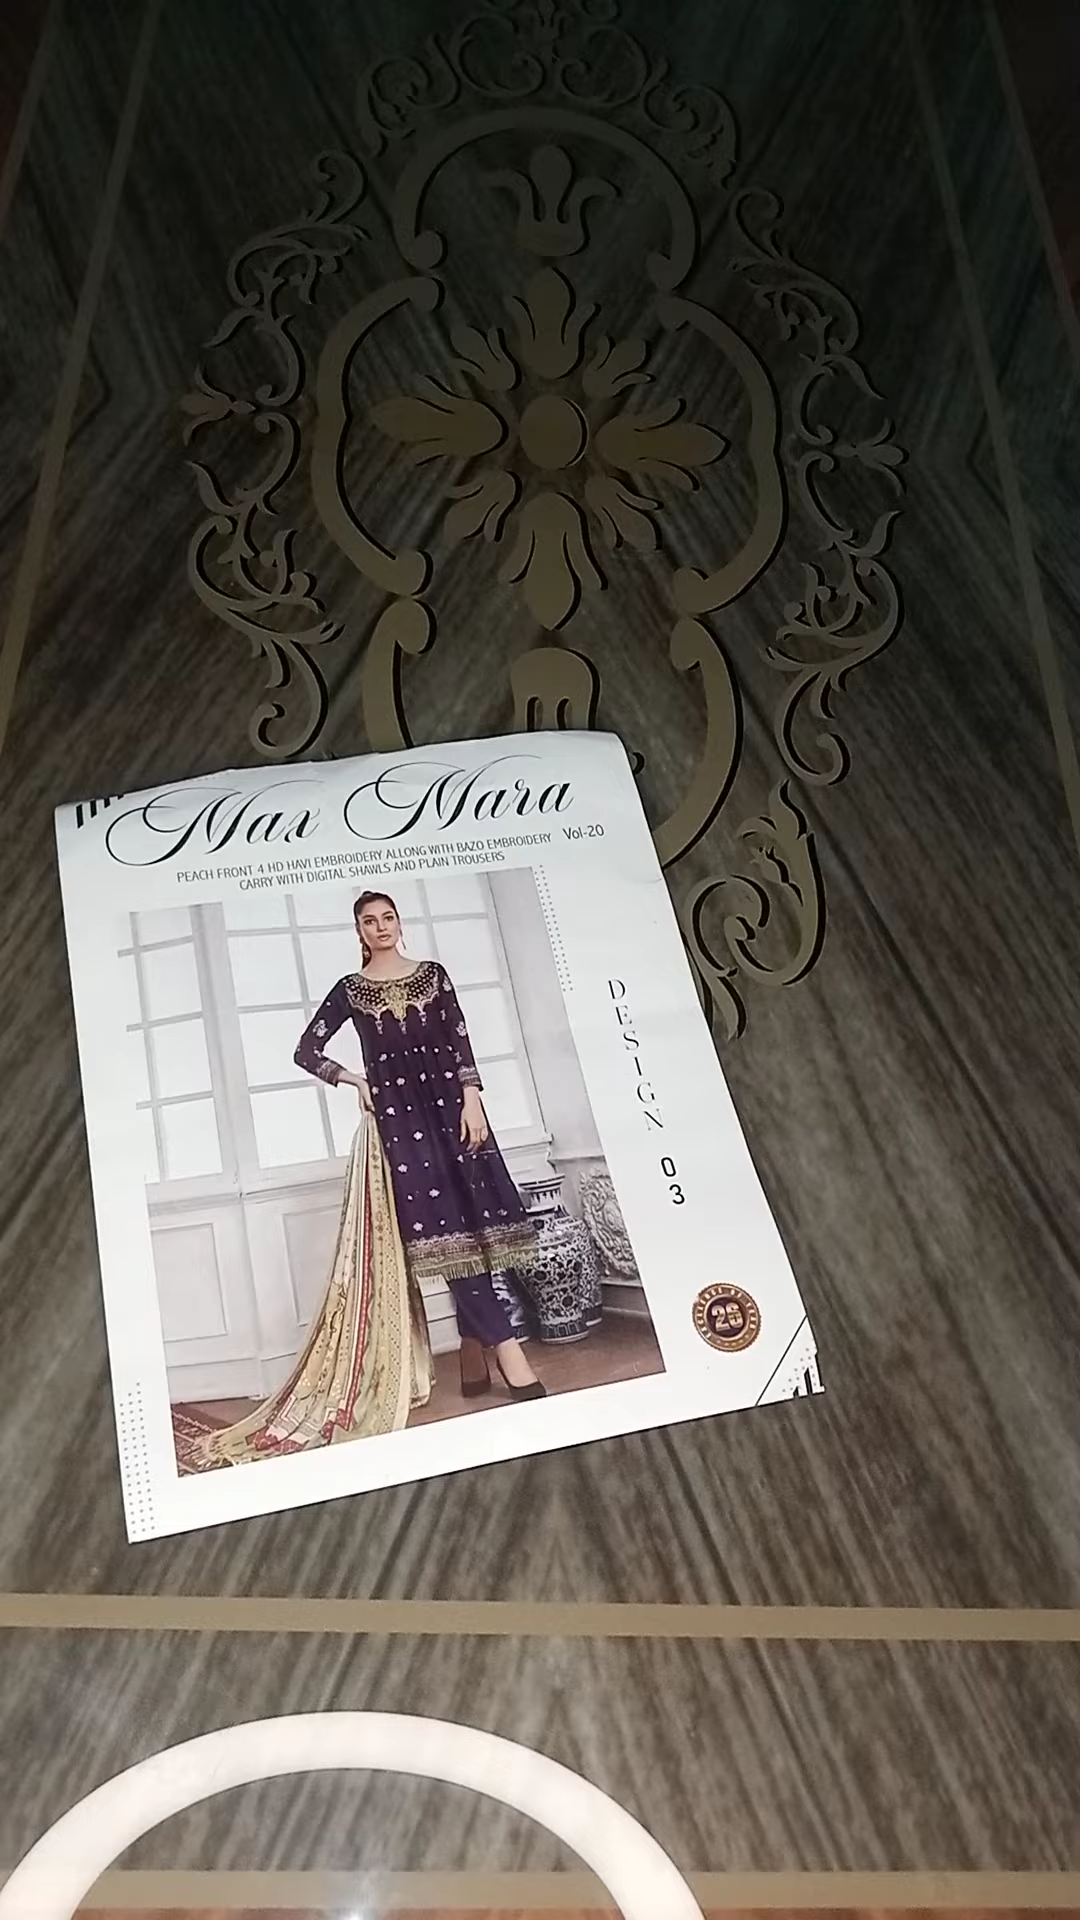 Max Mara
Vol-20
PEACH FRONT 4 HD HAVI EMBROIDERY ALLONG WITH BAZO EMBROIDERY
CARRY WITH DIGITAL SHAWLS AND PLAIN TROUSERS
DESIGN 03
26